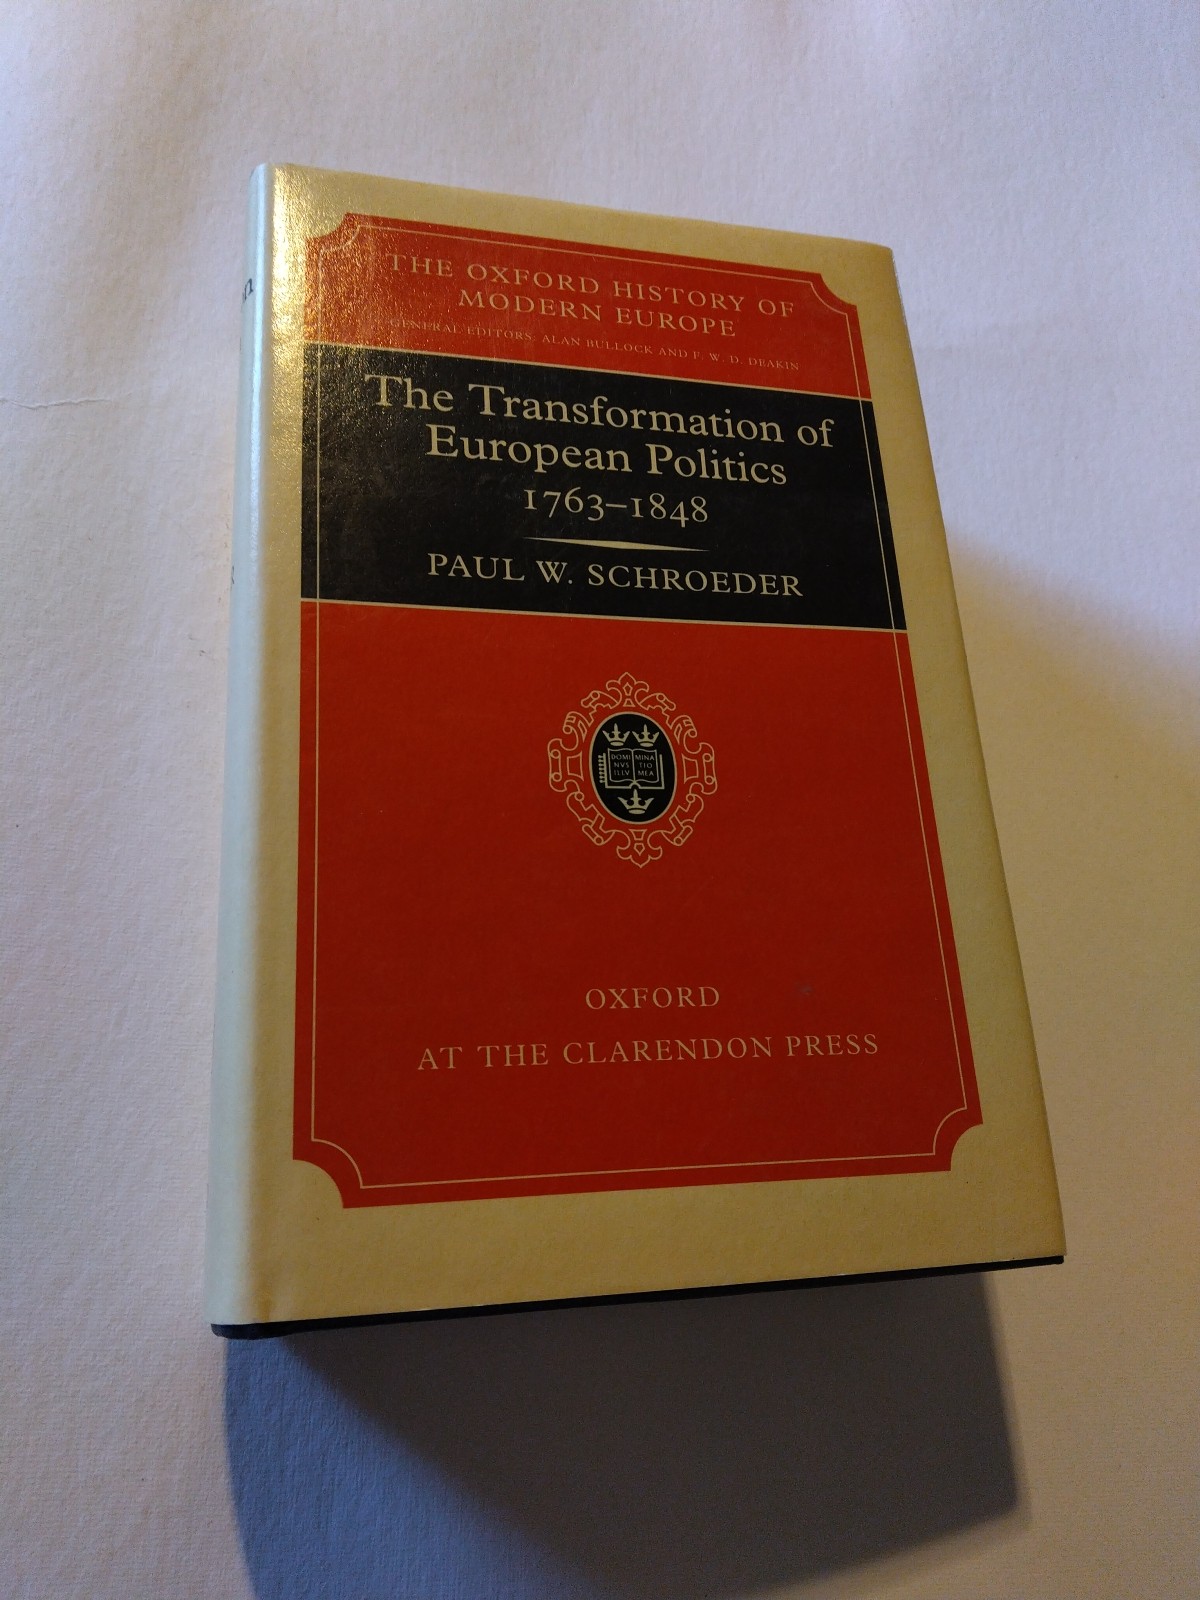 THE OXFORD HISTORY OF
MODERN EUROPE
GENERAL EDITORS: ALAN BULLOCK AND F. W. D. DEAKIN
The Transformation of
European Politics
1763–1848
PAUL W. SCHROEDER
DOMI MINA
NVS TIO
ILLV MEA
OXFORD
AT THE CLARENDON PRESS